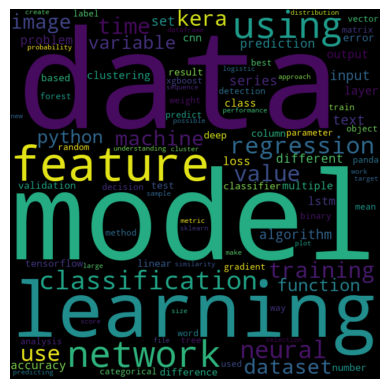 create
label
distribution
vector
image
time
set
kera
using
matrix
problem
variable
cnn
prediction
error
probability
dataframe
data
output
based
clustering
result
series
input
layer
forest
xgboost
logistic
approach
detection
weight
sequence
performance
train
new
predict
possible
python
machine
class
text
understanding
cluster
deep
column
parameter
object
random
feature
regression
loss
different
panda
value
work
target
validation
decision
test
classifier
multiple
sample
lstm
mean
metric
binary
method
sklearn
algorithm
make
plot
model
tensorflow
linear
gradient
training
large
similarity
classification
function
size
way
learning
score
word
selection
analysis
file
tree
used
use
network
neural
number
accuracy
categorical
difference
dataset
predicting